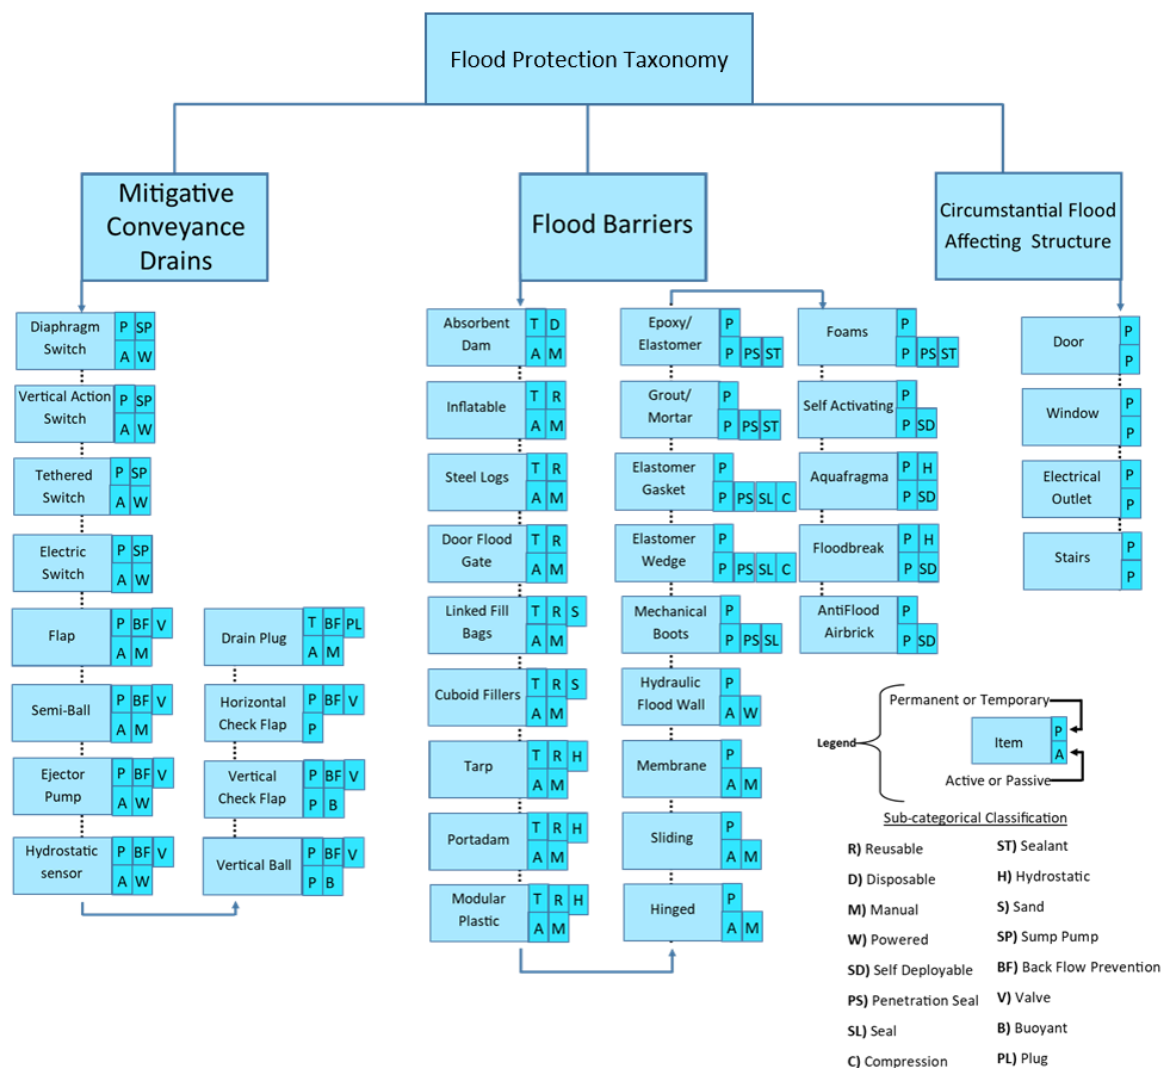 Flood Protection Taxonomy
Mitigative
Conveyance
Drains
Flood Barriers
Circumstantial Flood
Affecting Structure
Diaphragm
Switch
P SP
A W
Vertical Action
Switch
P SP
A W
Tethered
Switch
P SP
A W
Electric
Switch
P SP
A W
Flap
P BF V
A M
Semi-Ball
P BF V
A M
Ejector
Pump
P BF V
A W
Hydrostatic
sensor
P BF V
A W
Drain Plug
T BF PL
A M
Horizontal
Check Flap
P BF V
P
Vertical
Check Flap
P BF V
P B
Vertical Ball
P BF V
P B
Absorbent
Dam
T D
A M
Inflatable
T R
A M
Steel Logs
T R
A M
Door Flood
Gate
T R
A M
Linked Fill
Bags
T R S
A M
Cuboid Fillers
T R S
A M
Tarp
T R H
A M
Portadam
T R H
A M
Modular
Plastic
T R H
A M
Epoxy/
Elastomer
P
P PS ST
Grout/
Mortar
P
P PS ST
Elastomer
Gasket
P
P PS SL C
Elastomer
Wedge
P
P PS SL C
Mechanical
Boots
P
P PS SL
Hydraulic
Flood Wall
P
A W
Membrane
P
A M
Sliding
P
A M
Hinged
P
A M
Foams
P
P PS ST
Self Activating
P
P SD
Aquafragma
P H
P SD
Floodbreak
P H
P SD
AntiFlood
Airbrick
P
P SD
Door
P
P
Window
P
P
Electrical
Outlet
P
P
Stairs
P
P
Legend
Permanent or Temporary
Item
P
A
Active or Passive
Sub-categorical Classification
R) Reusable
D) Disposable
M) Manual
W) Powered
SD) Self Deployable
PS) Penetration Seal
SL) Seal
C) Compression
ST) Sealant
H) Hydrostatic
S) Sand
SP) Sump Pump
BF) Back Flow Prevention
V) Valve
B) Buoyant
PL) Plug